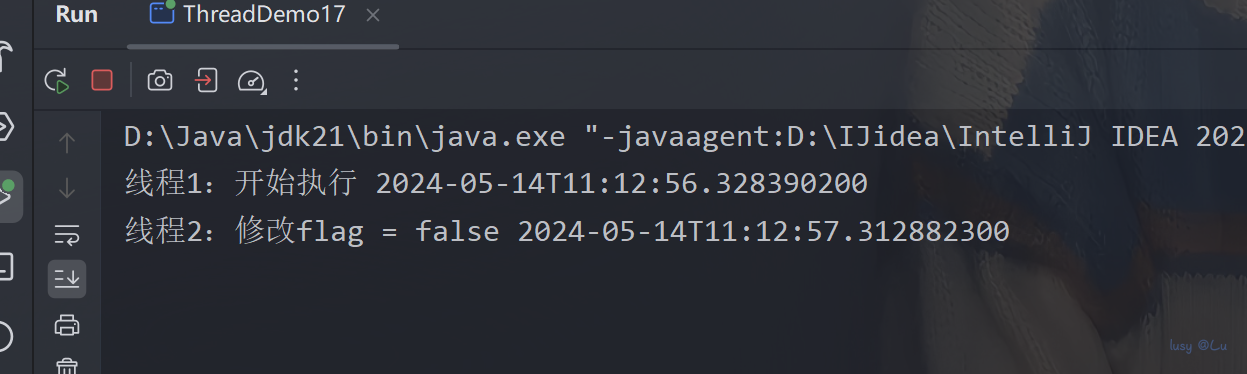 Run ThreadDemo17
D:\Java\jdk21\bin\java.exe "-javaagent:D:\IJidea\IntelliJ IDEA 202
线程1：开始执行 2024-05-14T11:12:56.328390200
线程2：修改flag = false 2024-05-14T11:12:57.312882300
lusy @Lu